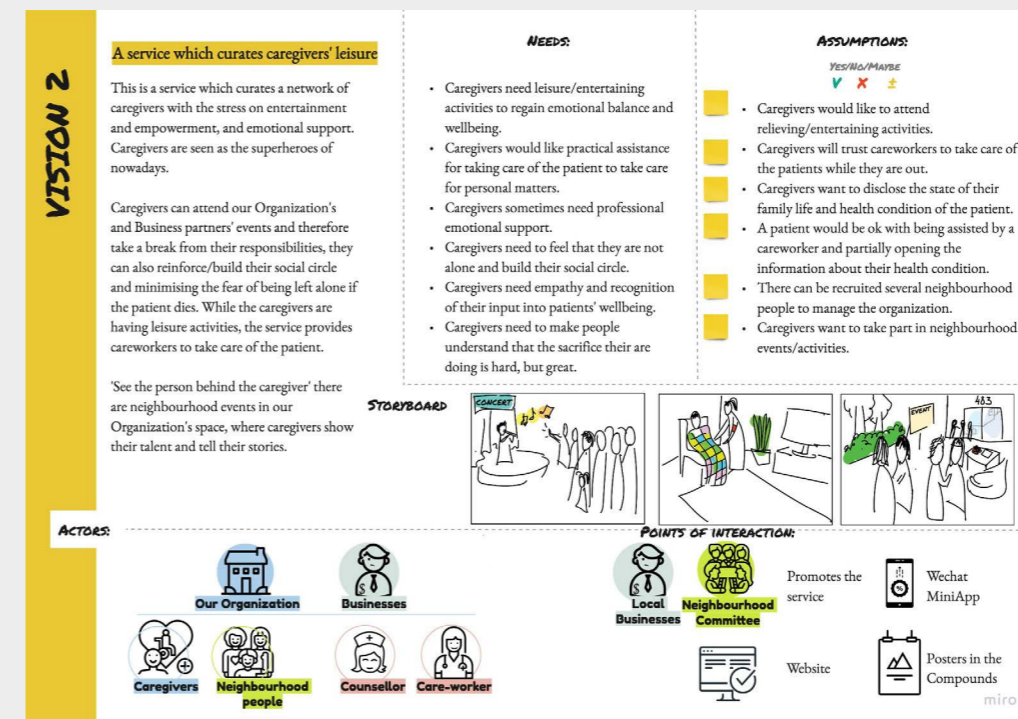 VISION 2
A service which curates caregivers' leisure
This is a service which curates a network of
caregivers with the stress on entertainment
and empowerment, and emotional support.
Caregivers are seen as the superheroes of
nowadays.
Caregivers can attend our Organization's
and Business partners' events and therefore
take a break from their responsibilities, they
can also reinforce/build their social circle
and minimising the fear of being left alone if
the patient dies. While the caregivers are
having leisure activities, the service provides
careworkers to take care of the patient.
'See the person behind the caregiver' there
are neighbourhood events in our
Organization's space, where caregivers show
their talent and tell their stories.
NEEDS:
• Caregivers need leisure/entertaining
activities to regain emotional balance and
wellbeing.
• Caregivers would like practical assistance
for taking care of the patient to take care
for personal matters.
• Caregivers sometimes need professional
emotional support.
• Caregivers need to feel that they are not
alone and build their social circle.
• Caregivers need empathy and recognition
of their input into patients' wellbeing.
• Caregivers need to make people
understand that the sacrifice their are
doing is hard, but great.
ASSUMPTIONS:
YES/NO/MAYBE
V X ±
• Caregivers would like to attend
relieving/entertaining activities.
• Caregivers will trust careworkers to take care of
the patients while they are out.
• Caregivers want to disclose the state of their
family life and health condition of the patient.
• A patient would be ok with being assisted by a
careworker and partially opening the
information about their health condition.
• There can be recruited several neighbourhood
people to manage the organization.
• Caregivers want to take part in neighbourhood
events/activities.
STORYBOARD
CONCERT
EVENT
483
ACTORS:
Our Organization
Businesses
Caregivers
Neighbourhood
people
Counsellor
Care-worker
POINTS OF INTERACTION:
Local
Businesses
Neighbourhood
Committee
Promotes the
service
Wechat
MiniApp
Website
Posters in the
Compounds
miro